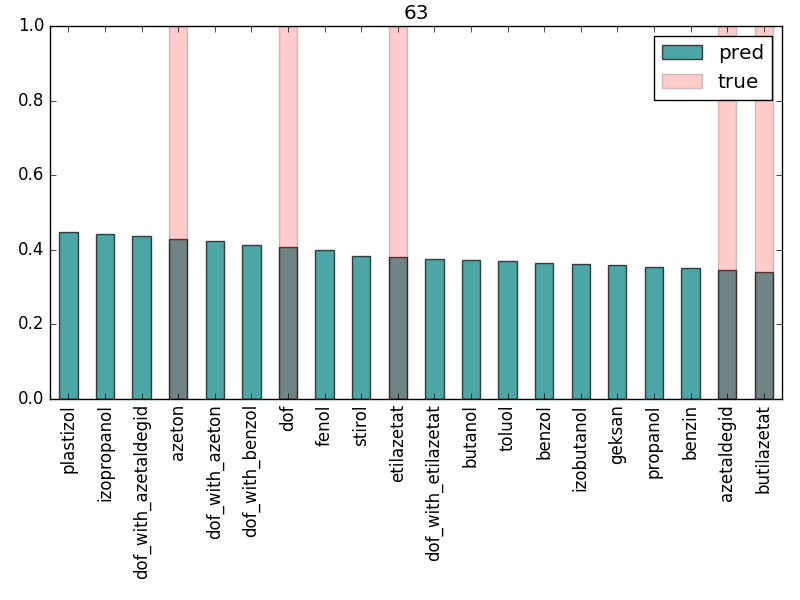 63
1.0
0.8
0.6
0.4
0.2
0.0
pred
true
plastizol
izopropanol
dof_with_azetaldegid
azeton
dof_with_azeton
dof_with_benzol
dof
fenol
stirol
etilazetat
dof_with_etilazetat
butanol
toluol
benzol
izobutanol
geksan
propanol
benzin
azetaldegid
butilazetat